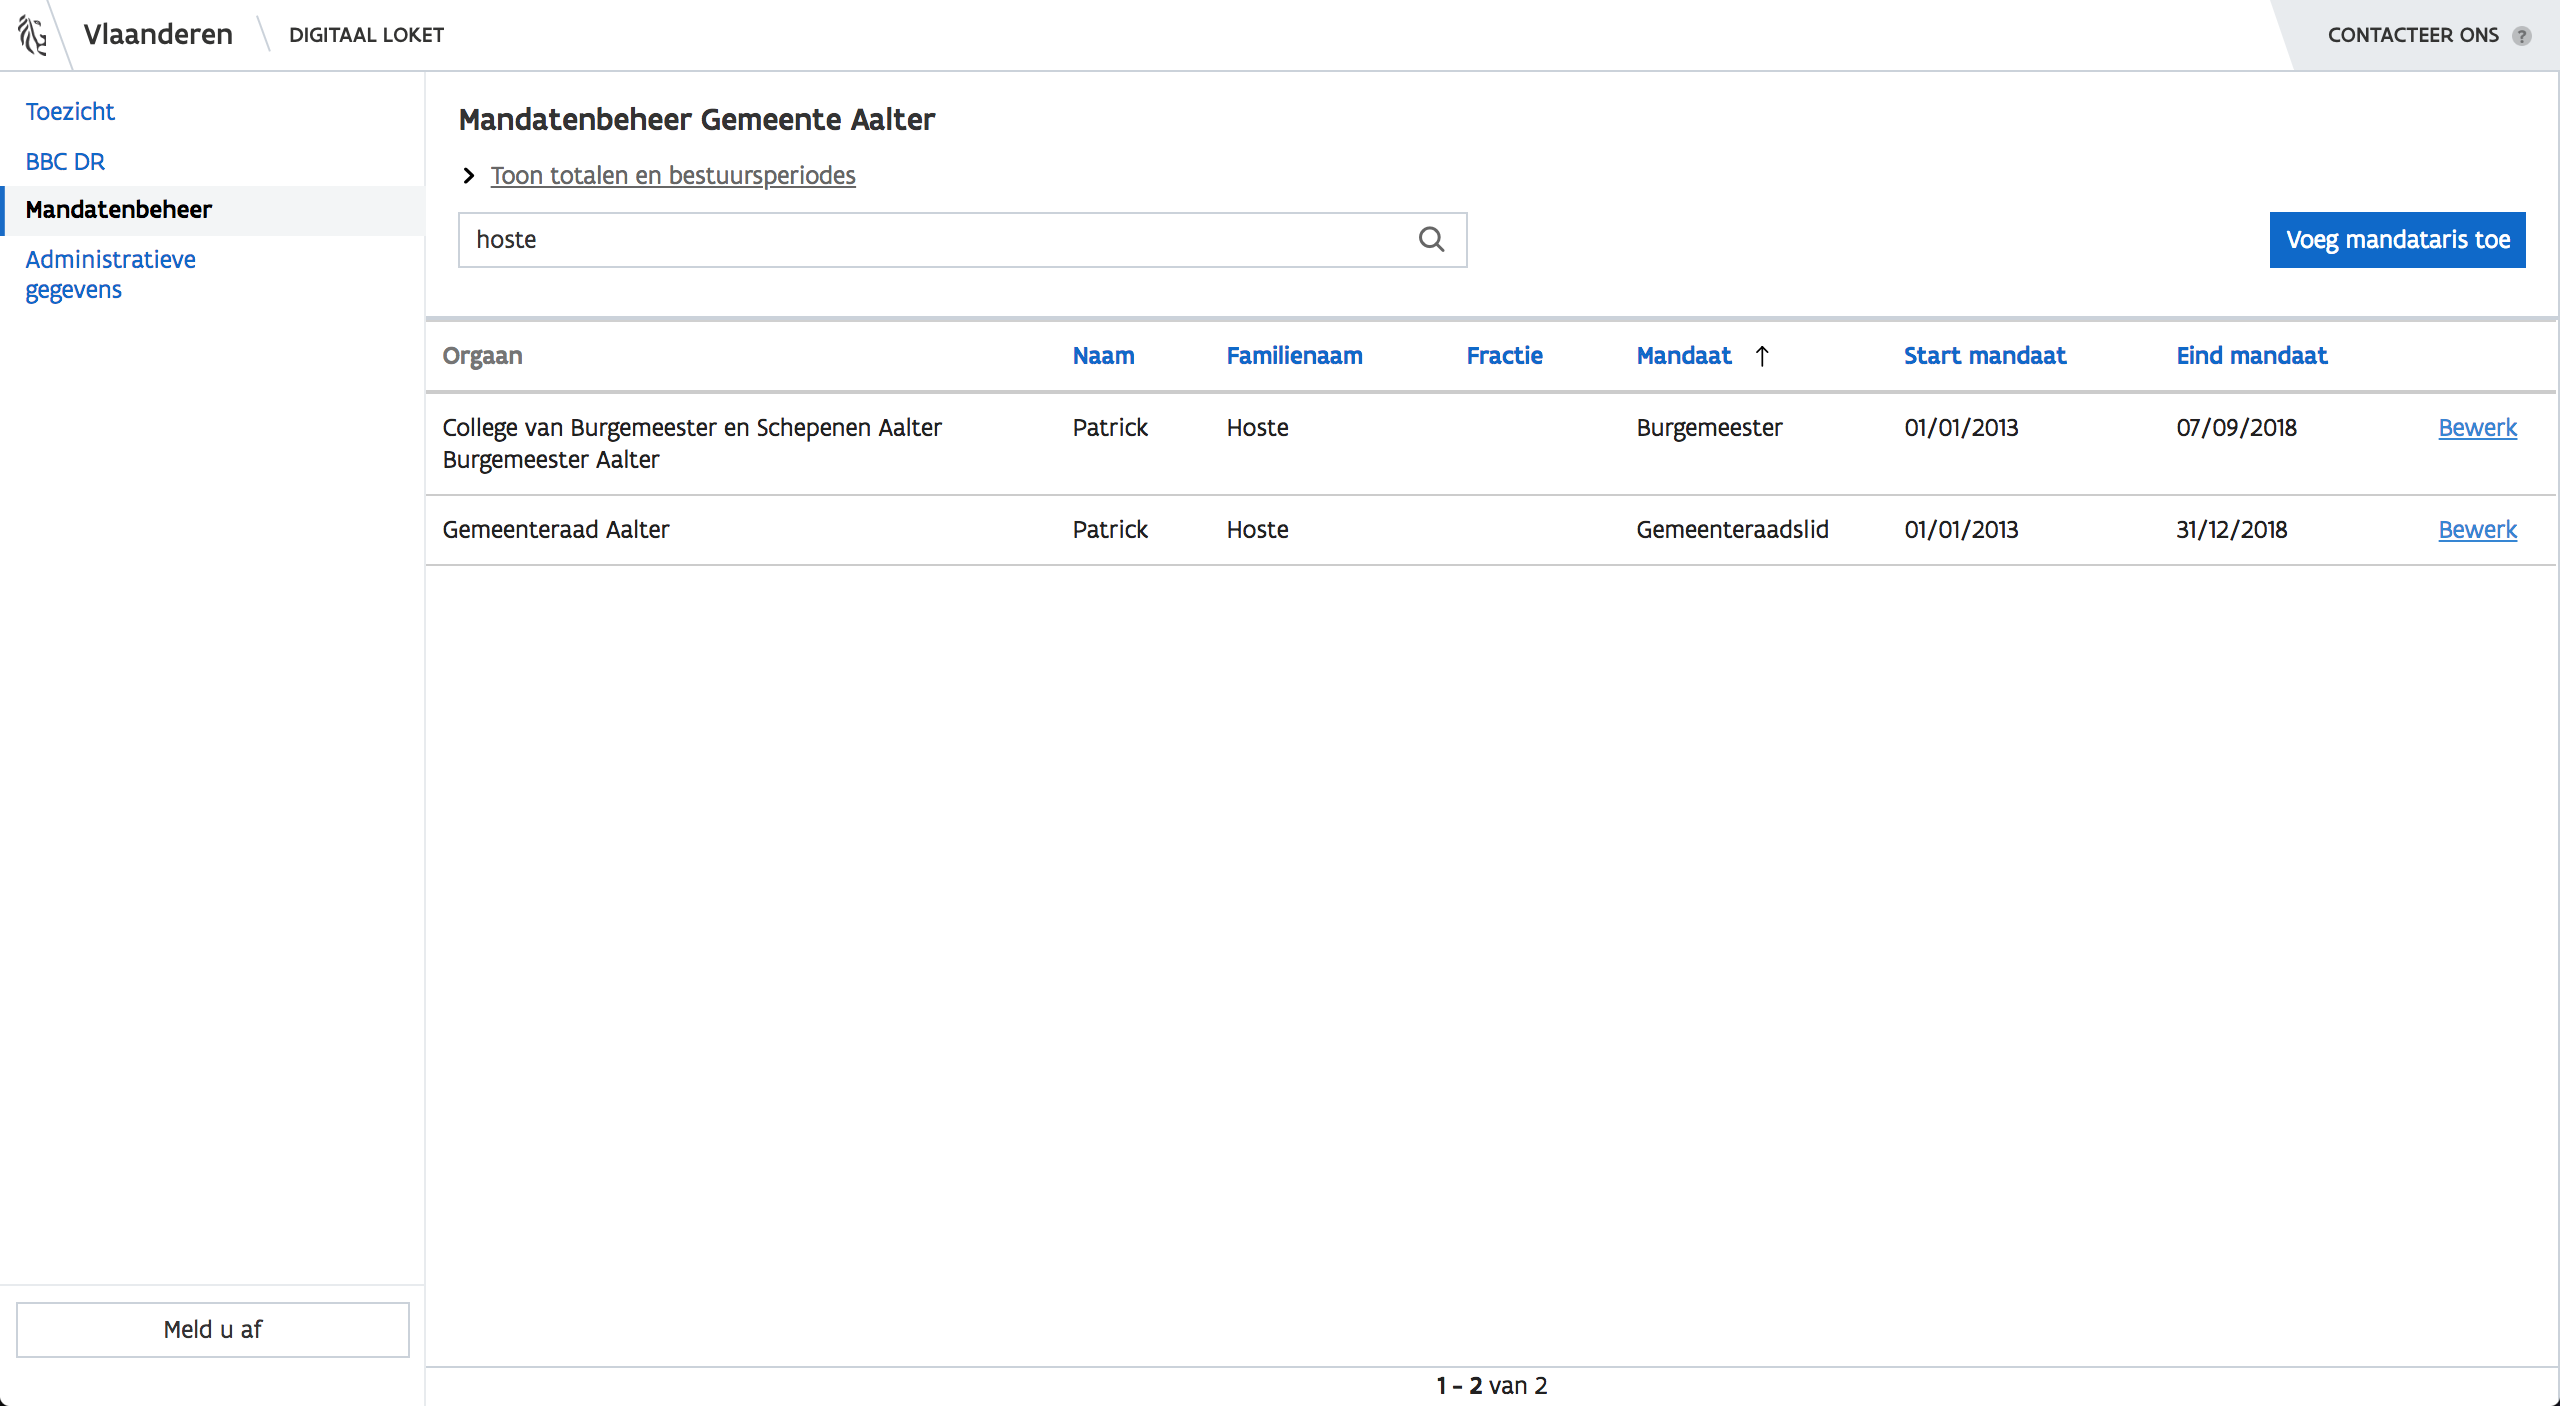 Vlaanderen
DIGITAAL LOKET
CONTACTEER ONS ?
Toezicht
BBC DR
Mandatenbeheer
Administratieve
gegevens
Meld u af
Mandatenbeheer Gemeente Aalter
Toon totalen en bestuursperiodes
hoste
Voeg mandataris toe
Orgaan Naam Familienaam Fractie Mandaat ↑ Start mandaat Eind mandaat
College van Burgemeester en Schepenen Aalter Patrick Hoste Burgemeester 01/01/2013 07/09/2018 Bewerk
Burgemeester Aalter
Gemeenteraad Aalter Patrick Hoste Gemeenteraadslid 01/01/2013 31/12/2018 Bewerk
1 - 2 van 2